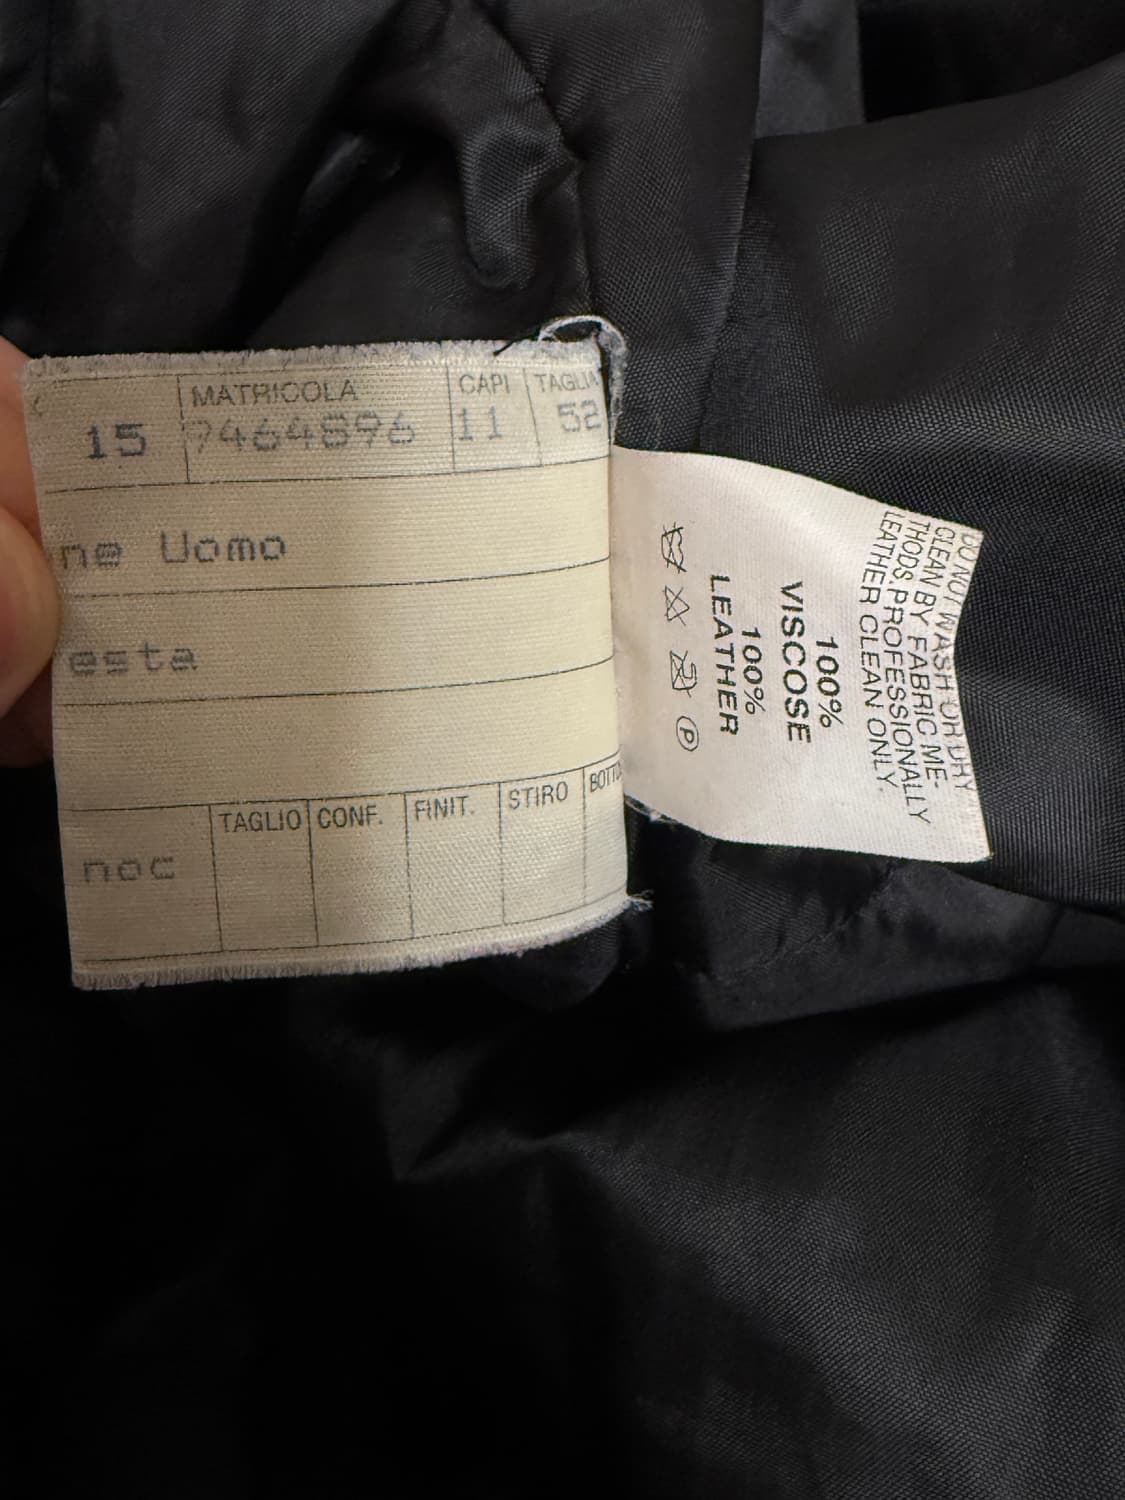 MATRICOLA CAPI TAGLIA
15 7464896 11 52
ne Uomo
esta
TAGLIO CONF. FINIT. STIRO BOTTO
noc
DO NOT WASH OR DRY
CLEAN BY FABRIC ME-
THODS. PROFESSIONALLY
LEATHER CLEAN ONLY.
100%
VISCOSE
100%
LEATHER
P